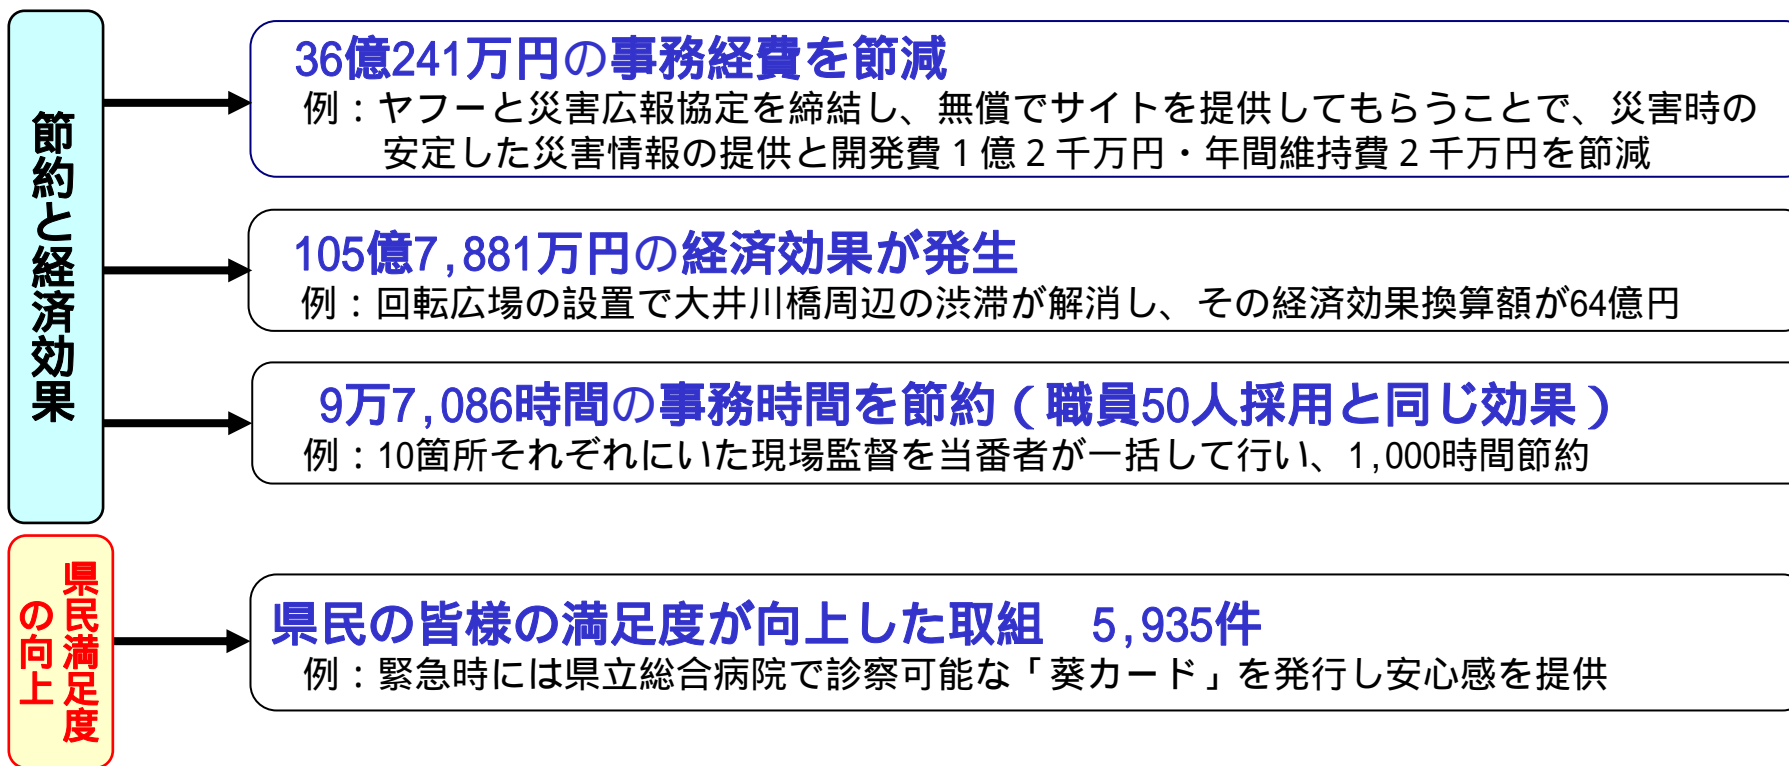 節約と経済効果
36億241万円の事務経費を節減
例：ヤフーと災害広報協定を締結し、無償でサイトを提供してもらうことで、災害時の
安定した災害情報の提供と開発費１億２千万円・年間維持費２千万円を節減
105億7,881万円の経済効果が発生
例：回転広場の設置で大井川橋周辺の渋滞が解消し、その経済効果換算額が64億円
9万7,086時間の事務時間を節約（職員50人採用と同じ効果）
例：10箇所それぞれにいた現場監督を当番者が一括して行い、1,000時間節約
県民満足度
の向上
県民の皆様の満足度が向上した取組　5,935件
例：緊急時には県立総合病院で診察可能な「葵カード」を発行し安心感を提供